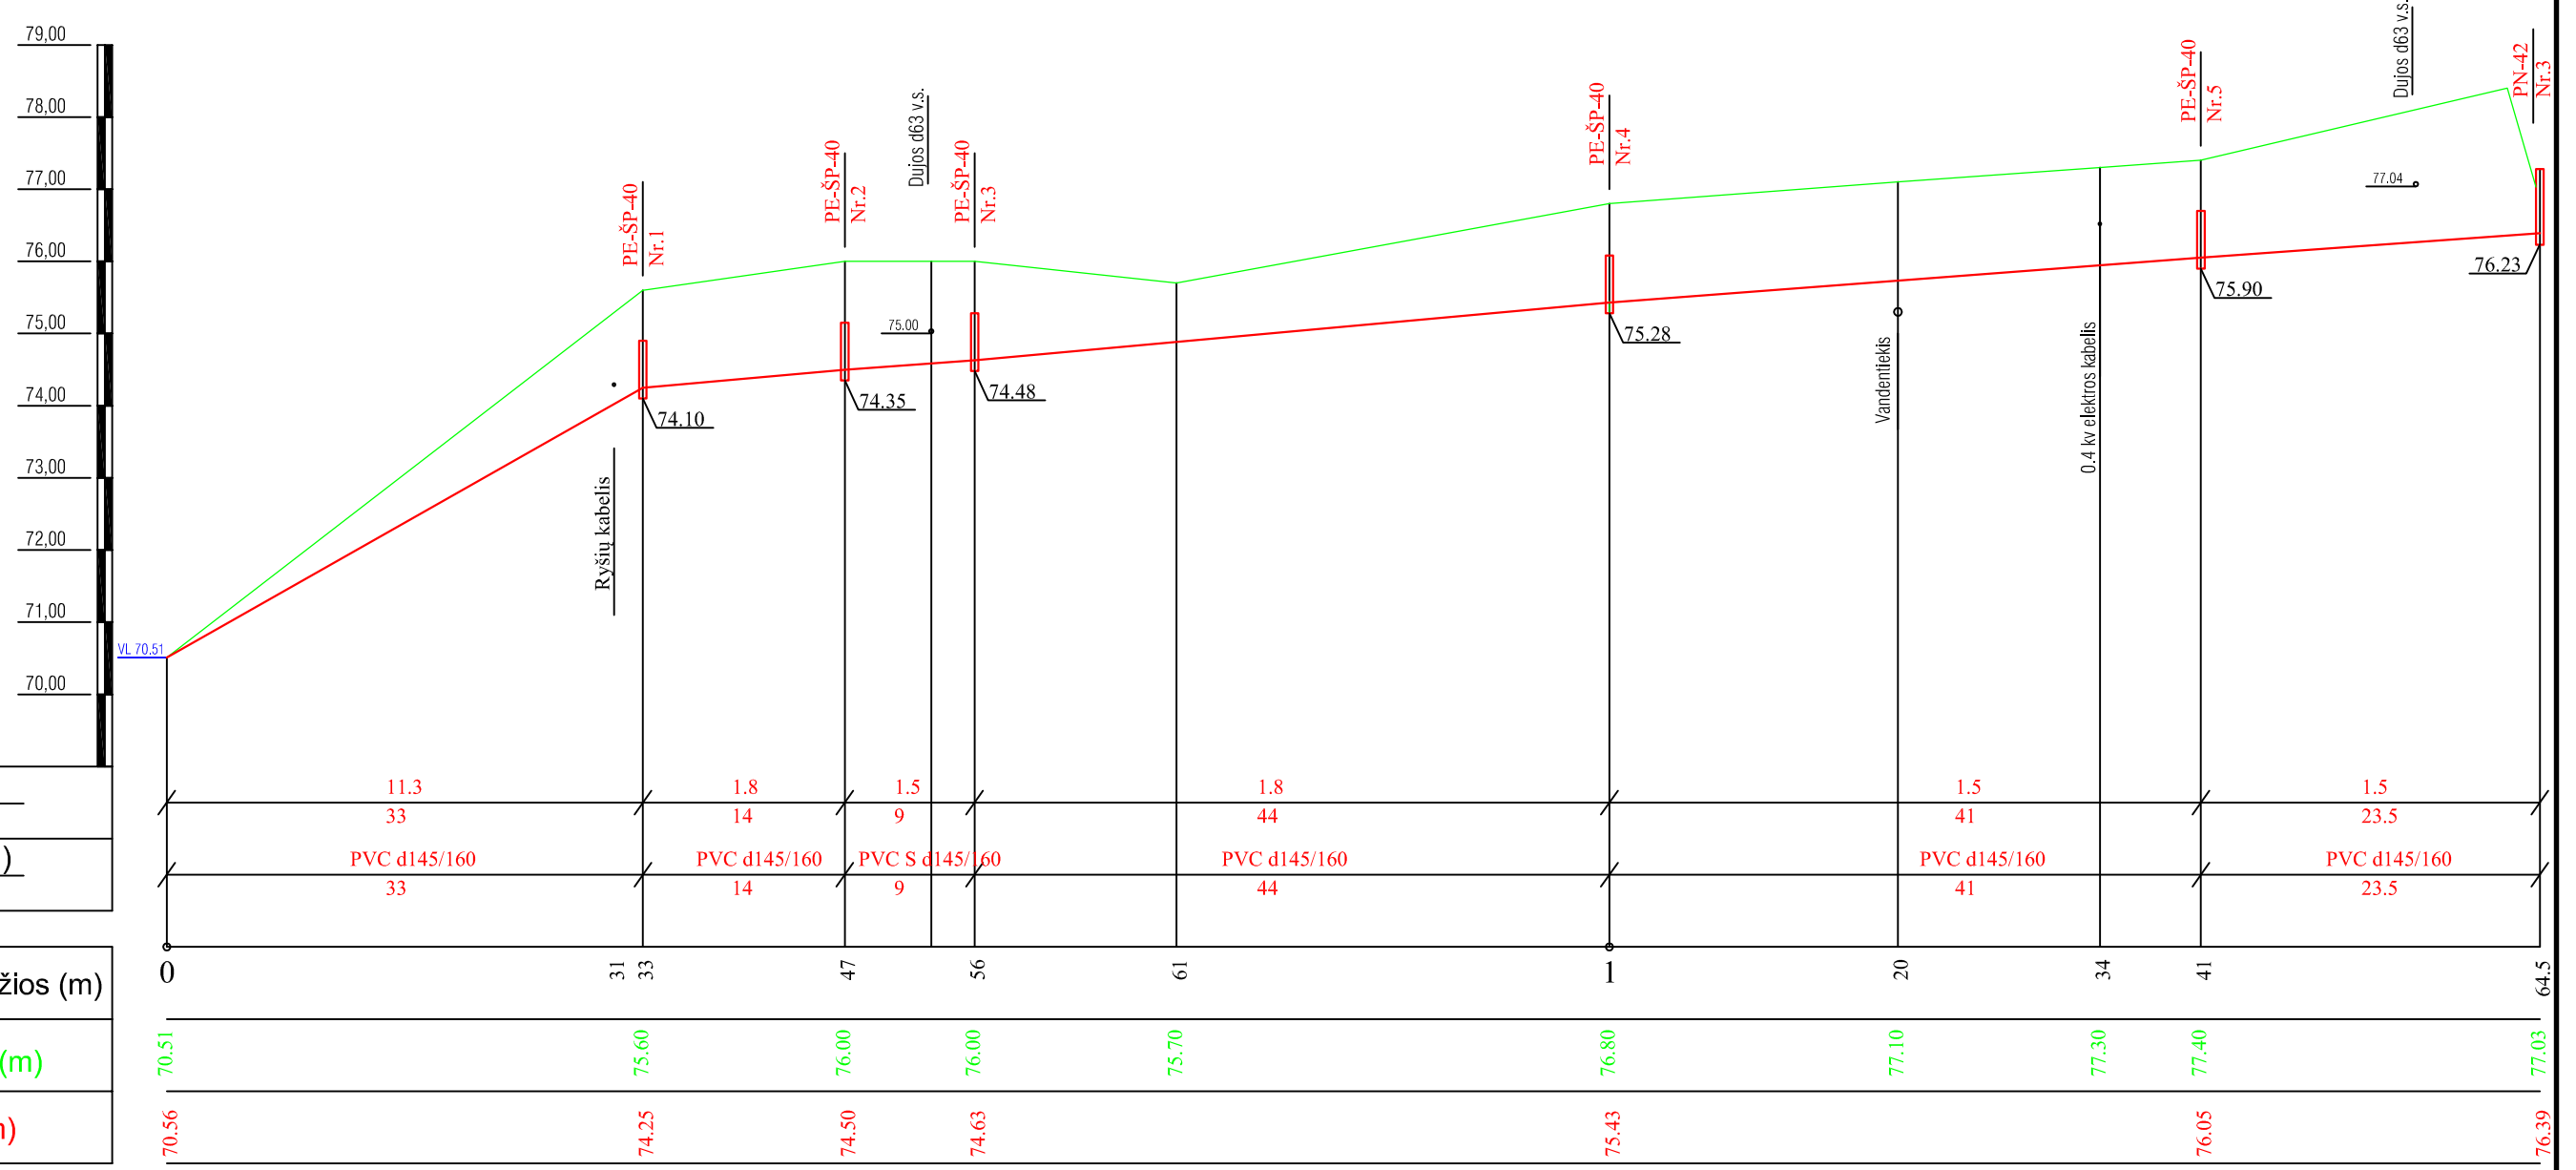 79,00
78,00
77,00
76,00
75,00
74,00
73,00
72,00
71,00
70,00
VL 70.51
Ryšių kabelis
PE-ŠP-40
Nr.1
74.10
PE-ŠP-40
Nr.2
74.35
Dujos d63 v.s.
75.00
PE-ŠP-40
Nr.3
74.48
PE-ŠP-40
Nr.4
75.28
Vandentiekis
0.4 kv elektros kabelis
PE-ŠP-40
Nr.5
75.90
Dujos d63 v.s.
77.04
PN-42
Nr.3
76.23
11.3 1.8 1.5 1.8 1.5 1.5
33 14 9 44 41 23.5
) PVC d145/160 PVC d145/160 PVC S d145/160 PVC d145/160 PVC d145/160 PVC d145/160
33 14 9 44 41 23.5
žios (m) 0 31 33 47 56 61 1 20 34 41 64.5
(m) 70.51 75.60 76.00 76.00 75.70 76.80 77.10 77.30 77.40 77.03
) 70.56 74.25 74.50 74.63 75.43 76.05 76.39